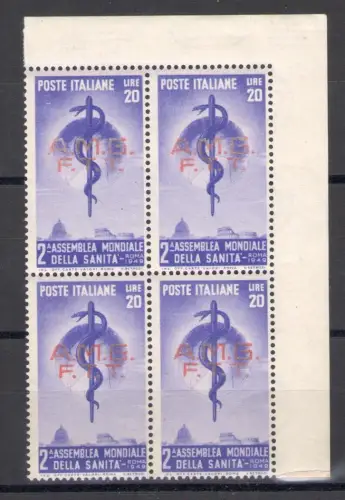 POSTE ITALIANE LIRE 20
A.M.G.
F.T.T.
2ª ASSEMBLEA MONDIALE
DELLA SANITÀ - ROMA 1949
POSTE ITALIANE LIRE 20
A.M.G.
F.T.T.
2ª ASSEMBLEA MONDIALE
DELLA SANITÀ - ROMA 1949
POSTE ITALIANE LIRE 20
A.M.G.
F.T.T.
2ª ASSEMBLEA MONDIALE
DELLA SANITÀ - ROMA 1949
POSTE ITALIANE LIRE 20
A.M.G.
F.T.T.
2ª ASSEMBLEA MONDIALE
DELLA SANITÀ - ROMA 1949